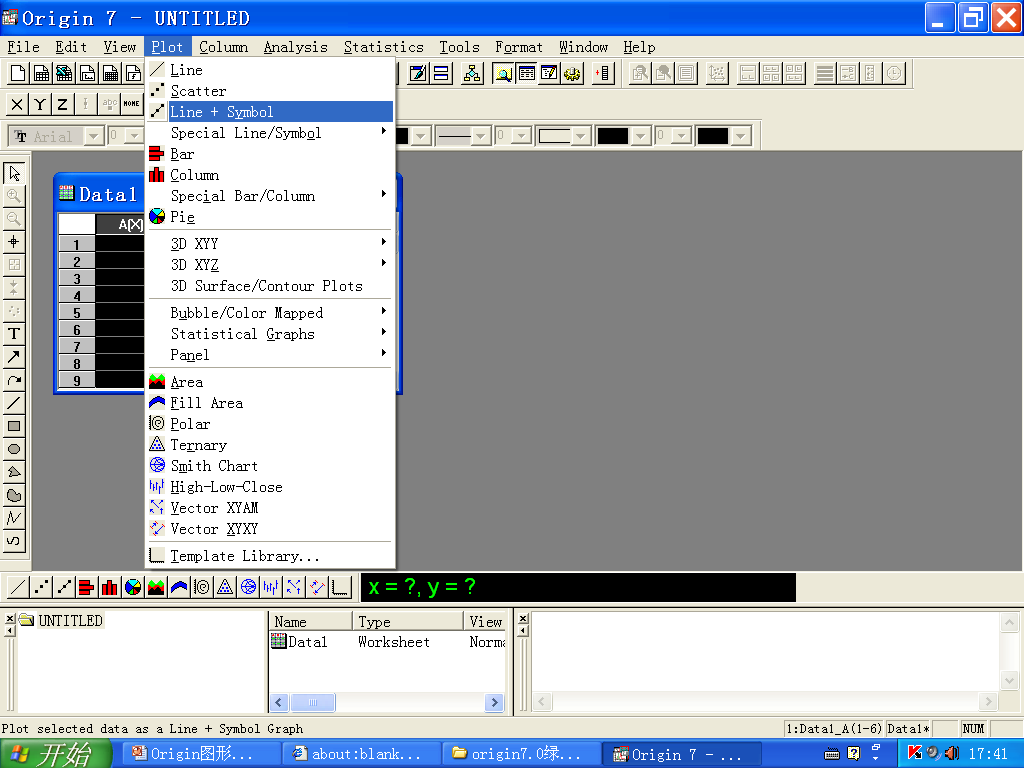 Origin 7 - UNTITLED
File Edit View Plot Column Analysis Statistics Tools Format Window Help
X Y Z abc NONE
Arial 0 0 0
Line
Scatter
Line + Symbol
Special Line/Symbol
Bar
Column
Special Bar/Column
Pie
3D XYY
3D XYZ
3D Surface/Contour Plots
Bubble/Color Mapped
Statistical Graphs
Panel
Area
Fill Area
Polar
Ternary
Smith Chart
High-Low-Close
Vector XYAM
Vector XYXY
Template Library...
Data1
A(X)
1
2
3
4
5
6
7
8
9
T
x = ?, y = ?
UNTITLED
Name Type View
Data1 Worksheet Norma
Plot selected data as a Line + Symbol Graph
1:Data1_A(1-6) Data1* NUM
开始 Origin图形... about:blank... origin7.0绿... Origin 7 - ... 17:41